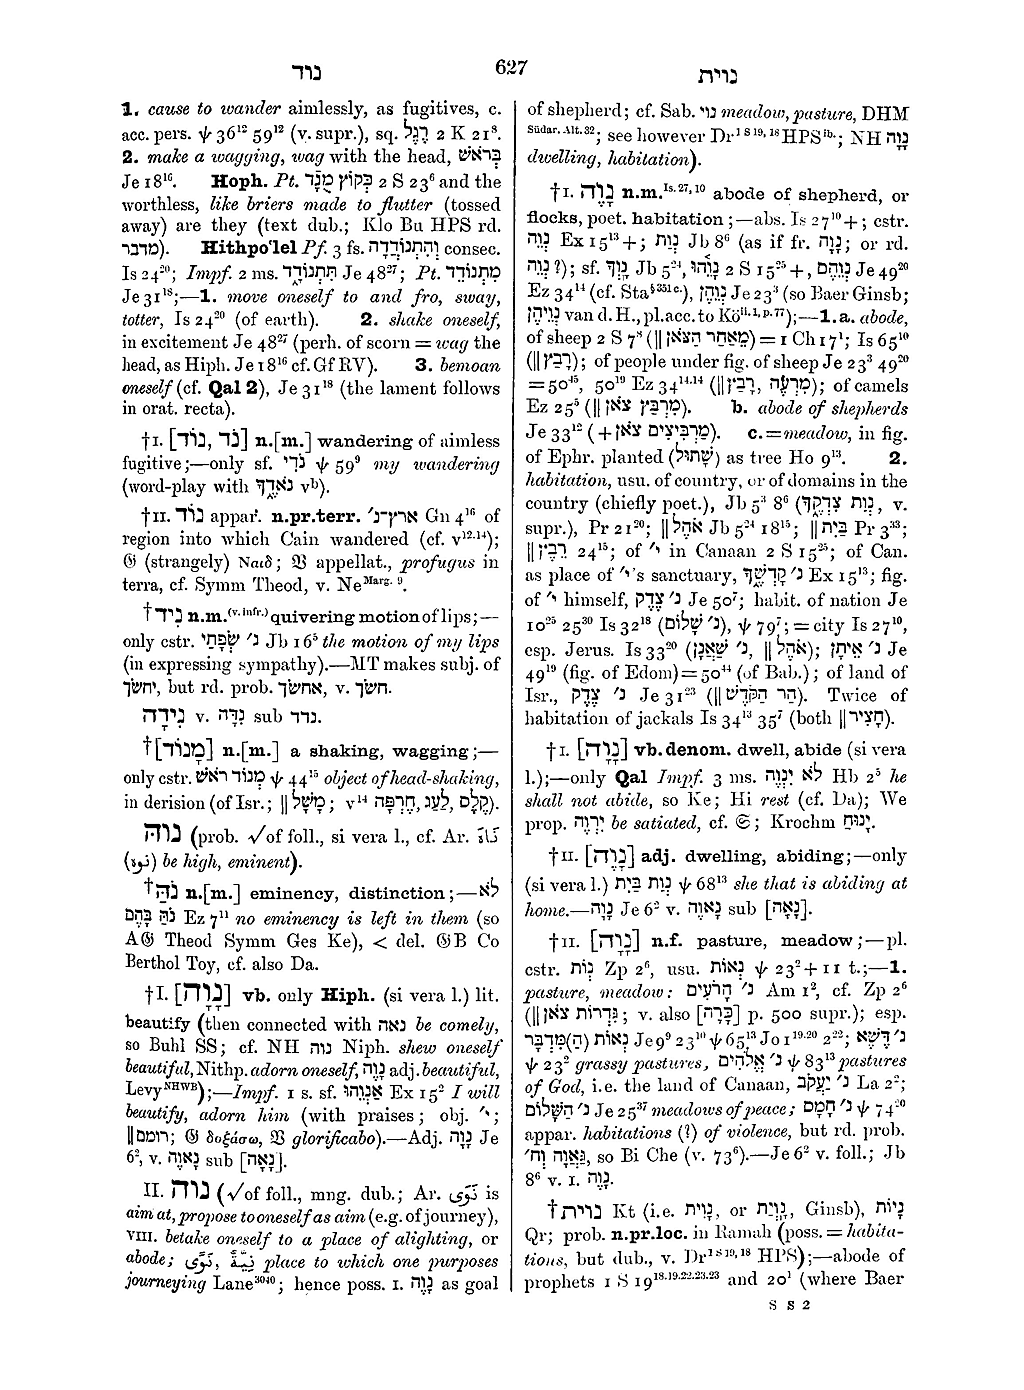 נוד
627
נוית
1. cause to wander aimlessly, as fugitives, c.
acc. pers. ψ 36¹² 59¹² (v. supr.), sq. רֶגֶל 2 K 21⁸.
2. make a wagging, wag with the head, בְּרֹאשׁ
Je 18¹⁶. Hoph. Pt. כְּקוֹץ מֻנָד 2 S 23⁶ and the
worthless, like briers made to flutter (tossed
away) are they (text dub.; Klo Bu HPS rd.
מדבר). Hithpo‘lel Pf. 3 fs. וְהִתְנוֹדֲדָה consec.
Is 24²⁰; Impf. 2 ms. תִּתְנוֹדָד Je 48²⁷; Pt. מִתְנוֹדֵד
Je 31¹⁸;—1. move oneself to and fro, sway,
totter, Is 24²⁰ (of earth). 2. shake oneself,
in excitement Je 48²⁷ (perh. of scorn = wag the
head, as Hiph. Je 18¹⁶ cf. Gf RV). 3. bemoan
oneself (cf. Qal 2), Je 31¹⁸ (the lament follows
in orat. recta).
†I. [נֹד, נוֹד] n.[m.] wandering of aimless
fugitive;—only sf. נֹדִי ψ 59⁹ my wandering
(word-play with נֹאדֶךָ vᵇ).
†II. נוֹד appar. n.pr.terr. אֶרֶץ־נ׳ Gn 4¹⁶ of
region into which Cain wandered (cf. v¹²·¹⁴);
𝔊 (strangely) Ναιδ; 𝔙 appellat., profugus in
terra, cf. Symm Theod, v. Neᴹᵃʳᵍ· ⁹.
†נִיד n.m.(v. infr.) quivering motion of lips;—
only cstr. נ׳ שְׂפָתַי Jb 16⁵ the motion of my lips
(in expressing sympathy).—MT makes subj. of
יחשׂך, but rd. prob. אחשׂך, v. חשׂך.
נִידָה v. נִדָּה sub נדד.
†[מָנוֹד] n.[m.] a shaking, wagging;—
only cstr. מְנוֹד רֹאשׁ ψ 44¹⁵ object of head-shaking,
in derision (of Isr.; ‖ מָשָׁל; v¹⁴ קֶלֶס, לַעַג, חֶרְפָּה).
נוהּ (prob. √of foll., si vera l., cf. Ar. نَاهَ
(نوه) be high, eminent).
†נֹהַּ n.[m.] eminency, distinction;—לֹא
נֹהַּ בָּהֶם Ez 7¹¹ no eminency is left in them (so
A𝔊 Theod Symm Ges Ke), < del. 𝔊B Co
Berthol Toy, cf. also Da.
†I. [נָוָה] vb. only Hiph. (si vera l.) lit.
beautify (then connected with נאה be comely,
so Buhl SS; cf. NH נוה Niph. shew oneself
beautiful, Nithp. adorn oneself, נָוֶה adj. beautiful,
Levyᴺᴴᵂᴮ);—Impf. 1 s. sf. אַנְוֵהוּ Ex 15² I will
beautify, adorn him (with praises; obj. י׳;
‖רומם; 𝔊 δοξάσω, 𝔙 glorificabo).—Adj. נָוָה Je
6², v. נָאוֶה sub [נָאָה].
II. נוה (√of foll., mng. dub.; Ar. نَوَى is
aim at, propose to oneself as aim (e.g. of journey),
VIII. betake oneself to a place of alighting, or
abode; نَوًى, نِيَّةٌ place to which one purposes
journeying Lane³⁰⁴⁰; hence poss. I. נָוֶה as goal
of shepherd; cf. Sab. נוי meadow, pasture, DHM
Südar. Alt. 32; see however Dr¹ ˢ ¹⁹, ¹⁸ HPSⁱᵇ·; NH נָוֶה
dwelling, habitation).
†I. נָוֶה n.m.Is. 27, 10 abode of shepherd, or
flocks, poet. habitation;—abs. Is 27¹⁰+; cstr.
נְוֵה Ex 15¹³+; נְוַת Jb 8⁶ (as if fr. נָוָה; or rd.
נְוֵה?); sf. נָוְךָ Jb 5²⁴, נָוֵהוּ 2 S 15²⁵+, נְוֵהֶם Je 49²⁰
Ez 34¹⁴ (cf. Sta§ 351 c.), נְוֵהֶן Je 23³ (so Baer Ginsb;
נְוֵיהֶן van d. H., pl. acc. to Köii. 1, p. 77);—1. a. abode,
of sheep 2 S 7⁸ (‖ מֵאַחַר הַצֹּאן) = 1 Ch 17¹; Is 65¹⁰
(‖ רֵבֶץ); of people under fig. of sheep Je 23³ 49²⁰
=50⁴⁵, 50¹⁹ Ez 34¹⁴·¹⁴ (‖ מִרְעֶה, רָבַץ); of camels
Ez 25⁵ (‖ מִרְבַּץ צֹאן). b. abode of shepherds
Je 33¹² (+ מַרְבִּיצִים צֹאן). c. = meadow, in fig.
of Ephr. planted (שְׁתוּלָ) as tree Ho 9¹³. 2.
habitation, usu. of country, or of domains in the
country (chiefly poet.), Jb 5³ 8⁶ (נְוַת צִדְקֶךָ, v.
supr.), Pr 21²⁰; ‖ אֹהֶל Jb 5²⁴ 18¹⁵; ‖ בַּיִת Pr 3³³;
‖ רֵבֶץ 24¹⁵; of י׳ in Canaan 2 S 15²⁵; of Can.
as place of י׳’s sanctuary, נ׳ קָדְשֶׁךָ Ex 15¹³; fig.
of י׳ himself, נ׳ צֶדֶק Je 50⁷; habit. of nation Je
10²⁵ 25³⁰ Is 32¹⁸ (נ׳ שָׁלוֹם), ψ 79⁷; = city Is 27¹⁰,
esp. Jerus. Is 33²⁰ (נ׳ שַׁאֲנָן, ‖ אֹהֶל); נ׳ אֵיתָן Je
49¹⁹ (fig. of Edom) = 50⁴⁴ (of Bab.); of land of
Isr., נ׳ צֶדֶק Je 31²³ (‖ הַר הַקֹּדֶשׁ). Twice of
habitation of jackals Is 34¹³ 35⁷ (both ‖ חָצִיר).
†I. [נָוָה] vb. denom. dwell, abide (si vera
l.);—only Qal Impf. 3 ms. לֹא יִנְוֶה Hb 2⁵ he
shall not abide, so Ke; Hi rest (cf. Da); We
prop. יִרְוֶה be satiated, cf. 𝔖; Krochm יָנוּחַ.
†II. [נָוֶה] adj. dwelling, abiding;—only
(si vera l.) נְוַת בַּיִת ψ 68¹³ she that is abiding at
home.—נָוָה Je 6² v. נָאוֶה sub [נָאָה].
†II. [נָוָה] n.f. pasture, meadow;—pl.
cstr. נְוֹת Zp 2⁶, usu. נְאוֹת ψ 23²+11 t.;—1.
pasture, meadow: נ׳ הָרֹעִים Am 1², cf. Zp 2⁶
(‖ גִּדְרוֹת צֹאן; v. also [כָּרָה] p. 500 supr.); esp.
נְאוֹת (הַ)מִּדְבָּר Je 9⁹ 23¹⁰ ψ 65¹³ Jo 1¹⁹·²⁰ 2²²; נ׳ דֶּשֶׁא
ψ 23² grassy pastures, נ׳ אֱלֹהִים ψ 83¹³ pastures
of God, i.e. the land of Canaan, נ׳ יַעֲקֹב La 2²;
נ׳ הַשָּׁלוֹם Je 25³⁷ meadows of peace; נ׳ חָמָס ψ 74²⁰
appar. habitations (?) of violence, but rd. prob.
גַּאֲוָה וְח׳, so Bi Che (v. 73⁶).—Je 6² v. foll.; Jb
8⁶ v. I. נָוֶה.
†נוית Kt (i.e. נָוִית, or נְוָיַת, Ginsb), נָיוֹת
Qr; prob. n.pr.loc. in Ramah (poss. = habita-
tions, but dub., v. Dr¹ ˢ ¹⁹, ¹⁸ HPS);—abode of
prophets 1 S 19¹⁸·¹⁹·²²·²³·²³ and 20¹ (where Baer
S S 2